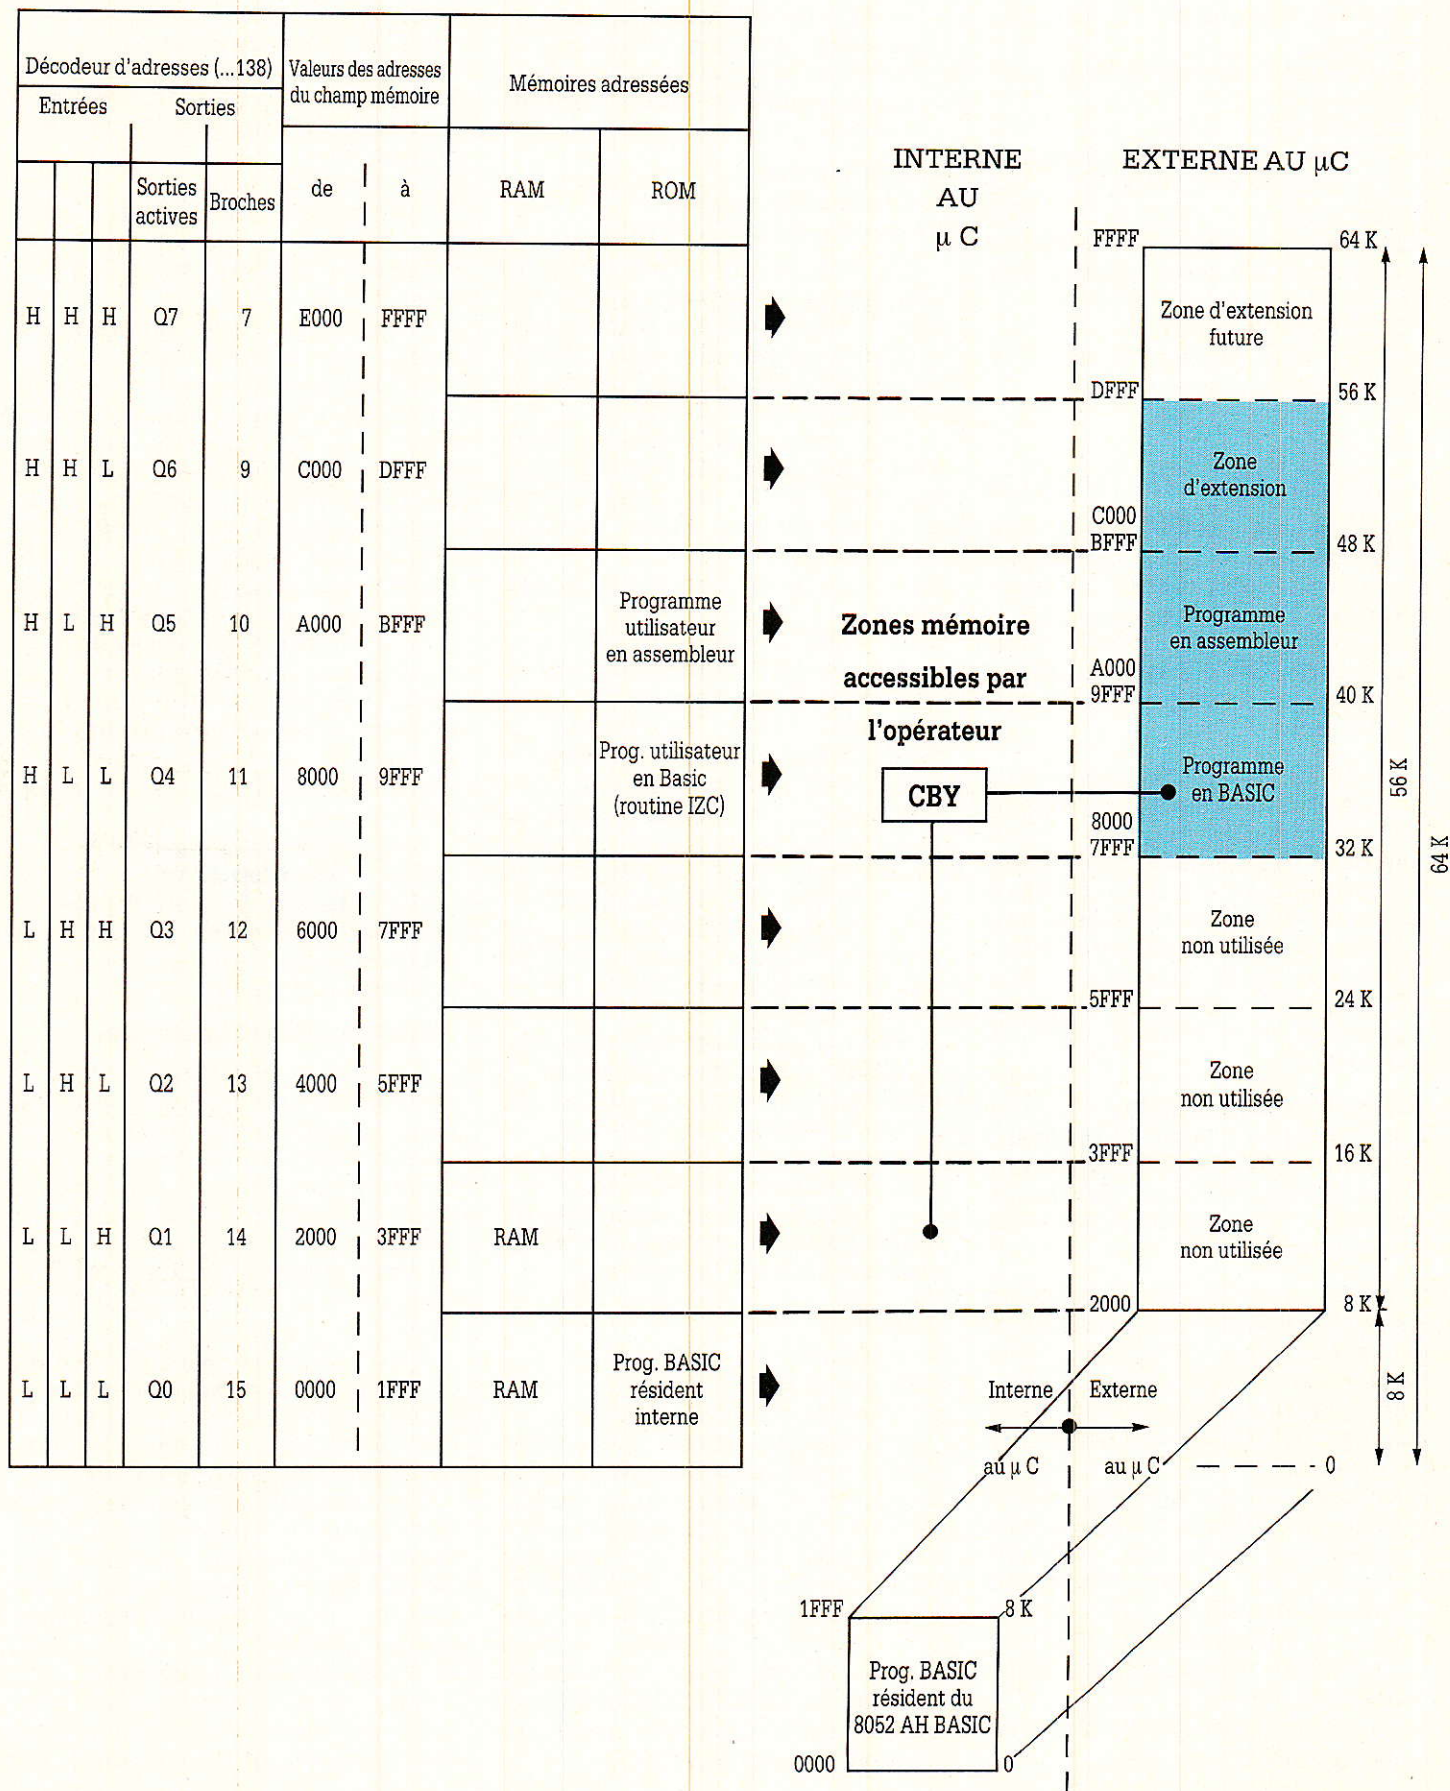 Décodeur d'adresses (...138)
Valeurs des adresses
du champ mémoire
Mémoires adressées
Entrées
Sorties
Sorties
actives
Broches
de
à
RAM
ROM
H H H Q7 7 E000 FFFF
H H L Q6 9 C000 DFFF
H L H Q5 10 A000 BFFF
Programme
utilisateur
en assembleur
H L L Q4 11 8000 9FFF
Prog. utilisateur
en Basic
(routine IZC)
L H H Q3 12 6000 7FFF
L H L Q2 13 4000 5FFF
L L H Q1 14 2000 3FFF RAM
L L L Q0 15 0000 1FFF RAM
Prog. BASIC
résident
interne
INTERNE
AU
µ C
EXTERNE AU µC
FFFF
64 K
Zone d'extension
future
DFFF
56 K
Zone
d'extension
C000
BFFF
48 K
Zones mémoire
accessibles par
l'opérateur
CBY
Programme
en assembleur
A000
9FFF
40 K
Programme
en BASIC
8000
7FFF
32 K
56 K
64 K
Zone
non utilisée
5FFF
24 K
Zone
non utilisée
3FFF
16 K
Zone
non utilisée
2000
8 K
8 K
Interne
Externe
au µ C
au µ C
0
1FFF
8 K
Prog. BASIC
résident du
8052 AH BASIC
0000
0